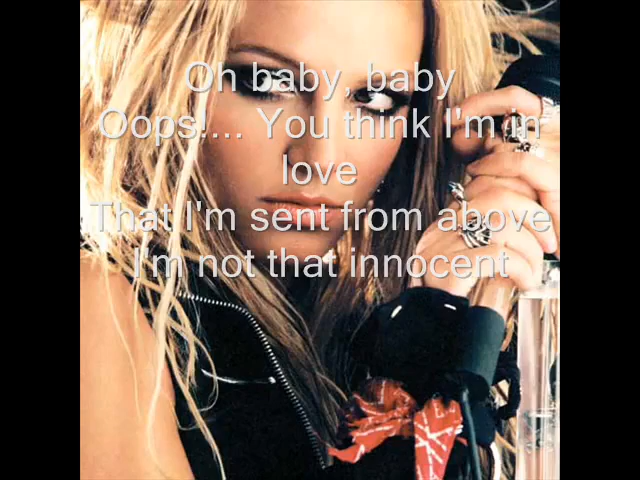 Oh baby, baby
Oops!... You think I'm in
love
That I'm sent from above
I'm not that innocent